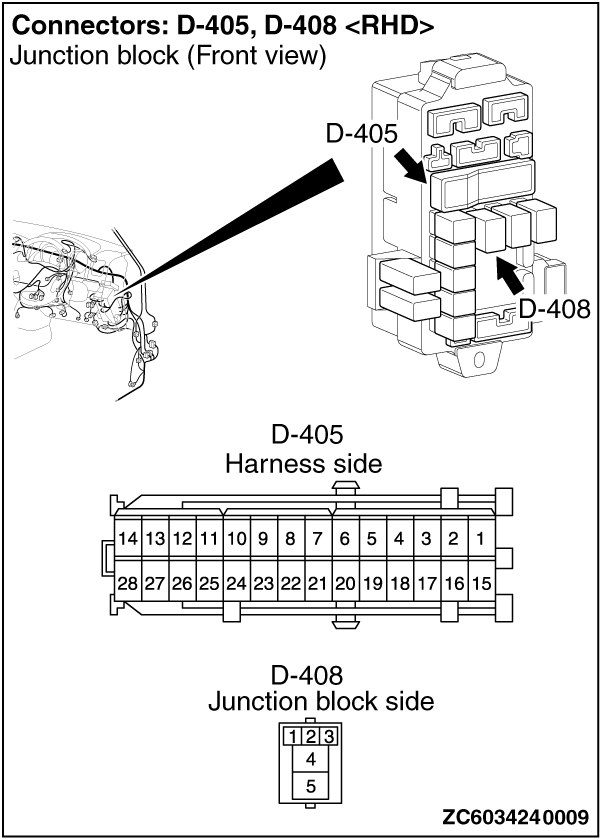 Connectors: D-405, D-408 <RHD>
Junction block (Front view)
D-405
D-408
D-405
Harness side
14 13 12 11 10 9 8 7 6 5 4 3 2 1
28 27 26 25 24 23 22 21 20 19 18 17 16 15
D-408
Junction block side
1 2 3
4
5
ZC6034240009